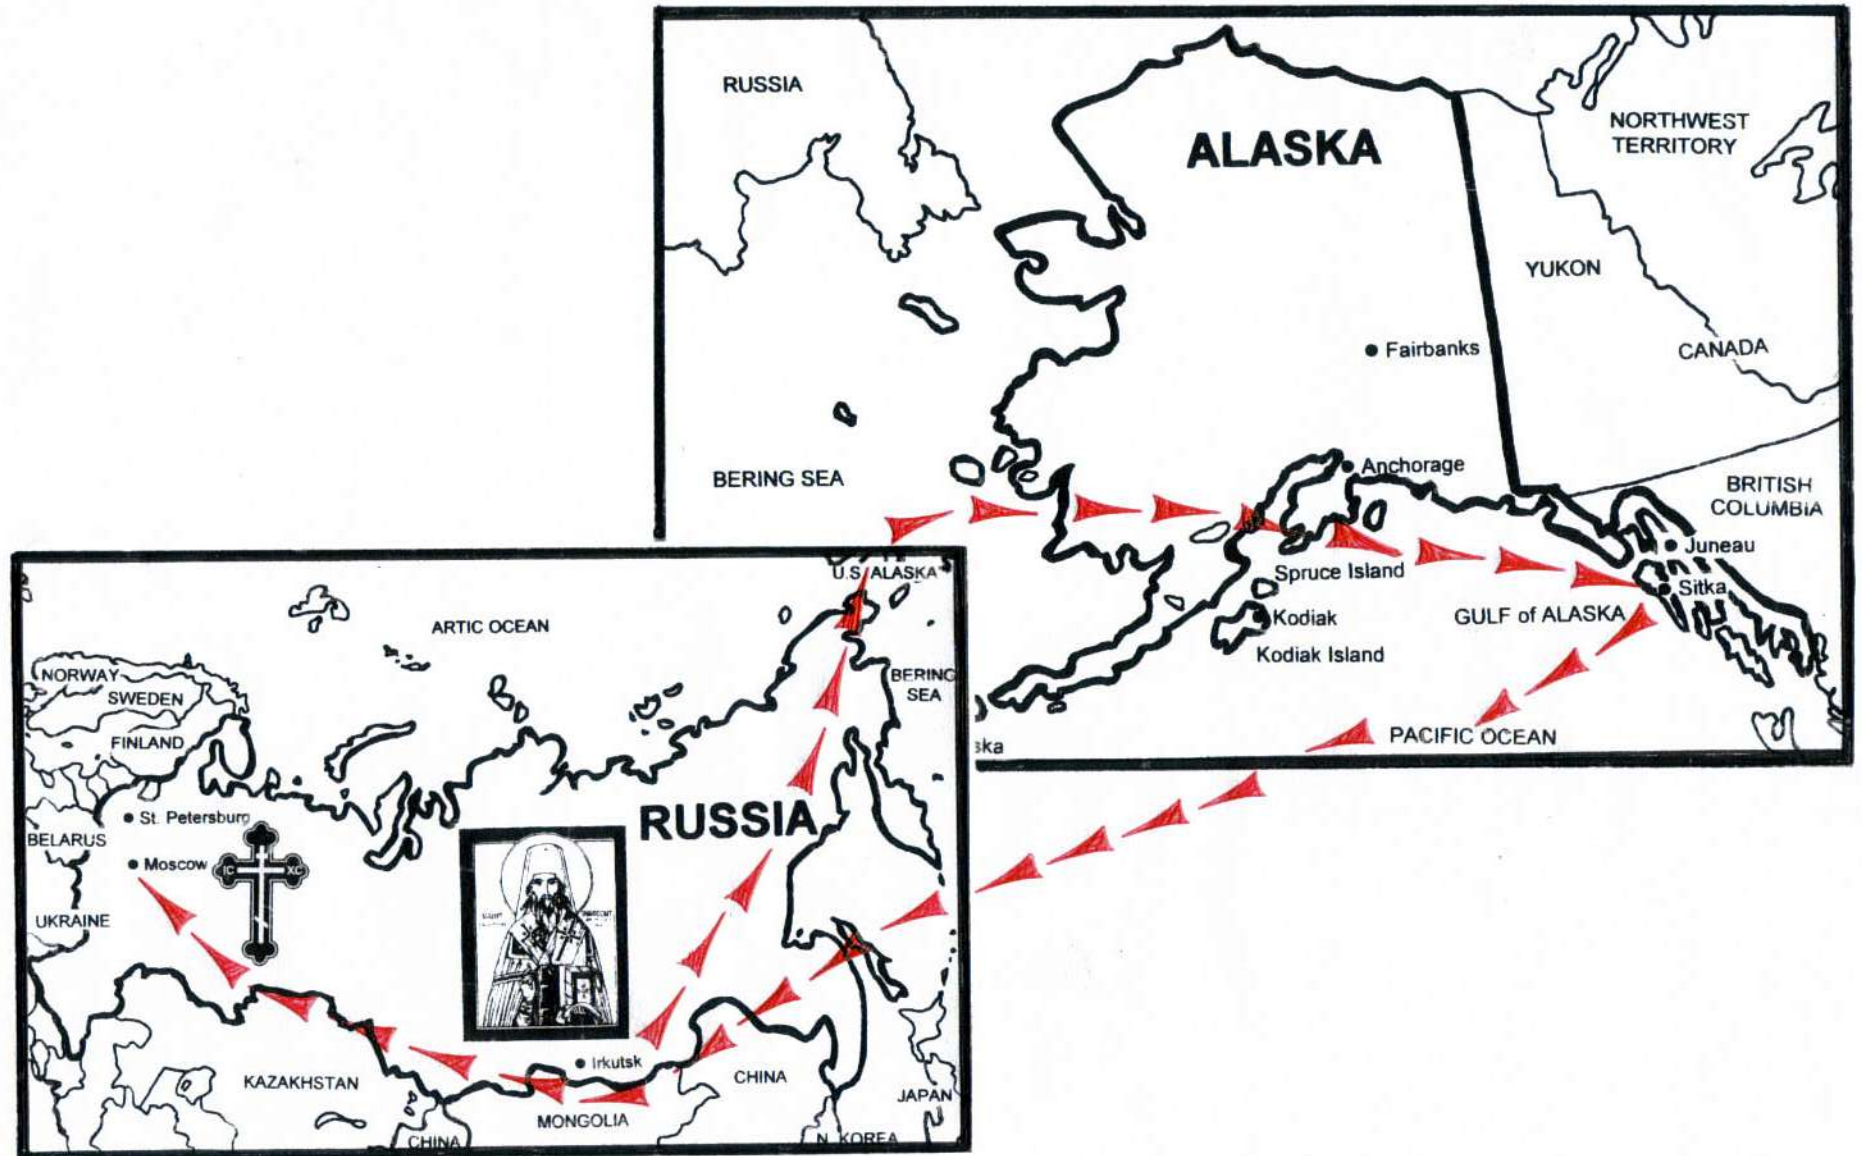 RUSSIA
ALASKA
NORTHWEST
TERRITORY
YUKON
Fairbanks
CANADA
Anchorage
BERING SEA
BRITISH
COLUMBIA
Juneau
Spruce Island
Sitka
GULF of ALASKA
Kodiak
Kodiak Island
PACIFIC OCEAN
ska
U.S. ALASKA
ARTIC OCEAN
NORWAY
SWEDEN
FINLAND
BERING
SEA
RUSSIA
St. Petersburg
BELARUS
Moscow
IC XC
UKRAINE
Irkutsk
KAZAKHSTAN
CHINA
MONGOLIA
JAPAN
CHINA
N. KOREA